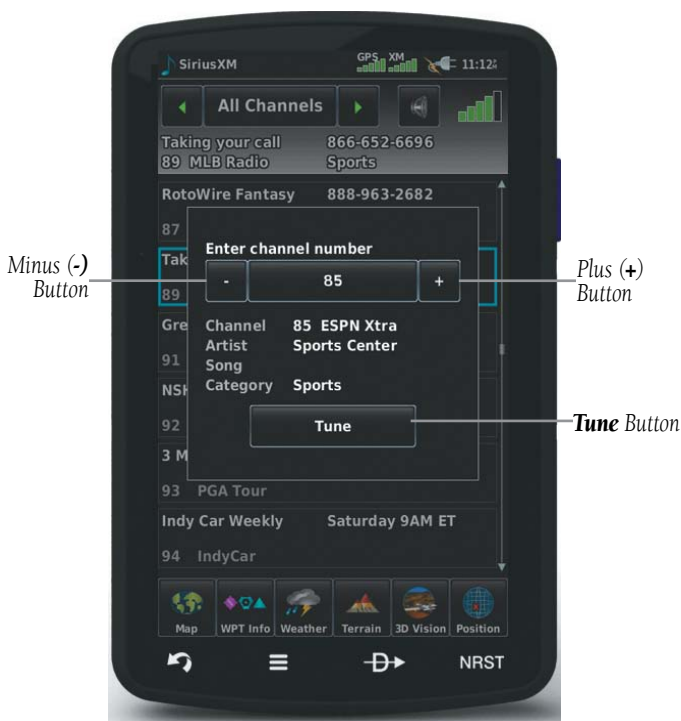 SiriusXM GPS XM 11:12
All Channels
Taking your call 866-652-6696
89 MLB Radio Sports
RotoWire Fantasy 888-963-2682
87
Enter channel number
Tak
Minus (-)
Button
- 85 +
Plus (+)
Button
89
Gre
Channel 85 ESPN Xtra
Artist Sports Center
91
Song
NSH
Category Sports
92
Tune
Tune Button
3 M
93 PGA Tour
Indy Car Weekly Saturday 9AM ET
94 IndyCar
Map WPT Info Weather Terrain 3D Vision Position
D NRST